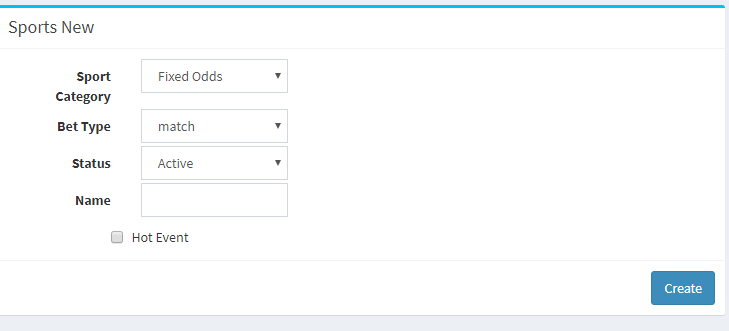 Sports New
Sport
Category
Fixed Odds
Bet Type
match
Status
Active
Name
Hot Event
Create